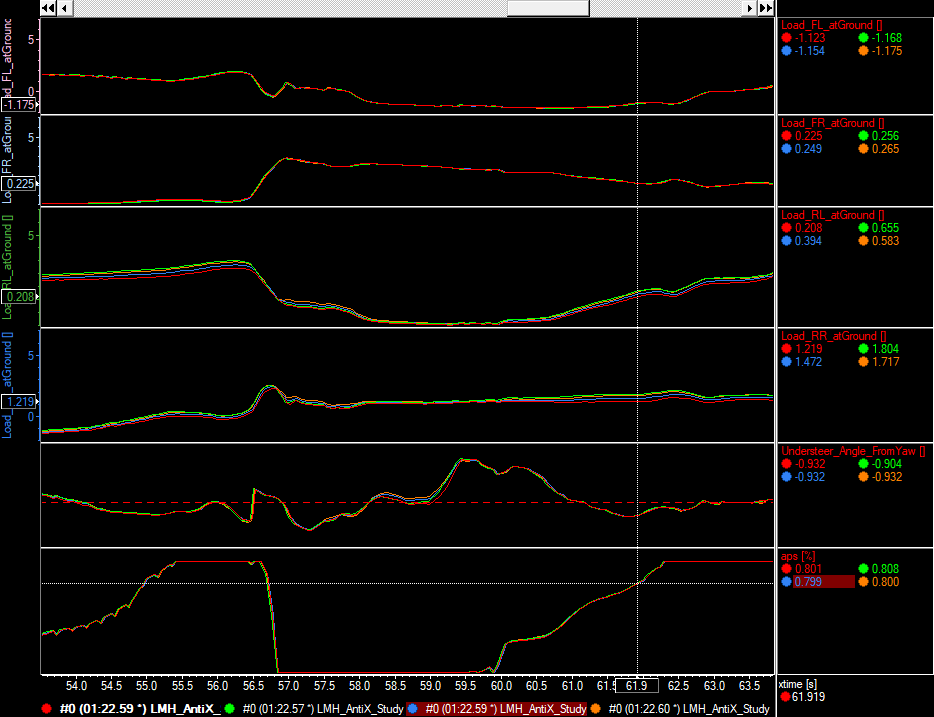 Load_FL_atGround []
-1.123 -1.168
-1.154 -1.175
5
0
-1.175
Load_FR_atGround []
0.225 0.256
0.249 0.265
5
0.225
Load_RL_atGround []
0.208 0.655
0.394 0.583
5
0.208
Load_RR_atGround []
1.219 1.804
1.472 1.717
5
1.219
0
Understeer_Angle_FromYaw []
-0.932 -0.904
-0.932 -0.932
aps [%]
0.801 0.808
0.799 0.800
54.0 54.5 55.0 55.5 56.0 56.5 57.0 57.5 58.0 58.5 59.0 59.5 60.0 60.5 61.0 61.5 61.9 62.5 63.0 63.5
xtime [s]
61.919
#0 (01:22.59 *) LMH_AntiX_ #0 (01:22.57 *) LMH_AntiX_Study #0 (01:22.59 *) LMH_AntiX_Study #0 (01:22.60 *) LMH_AntiX_Study